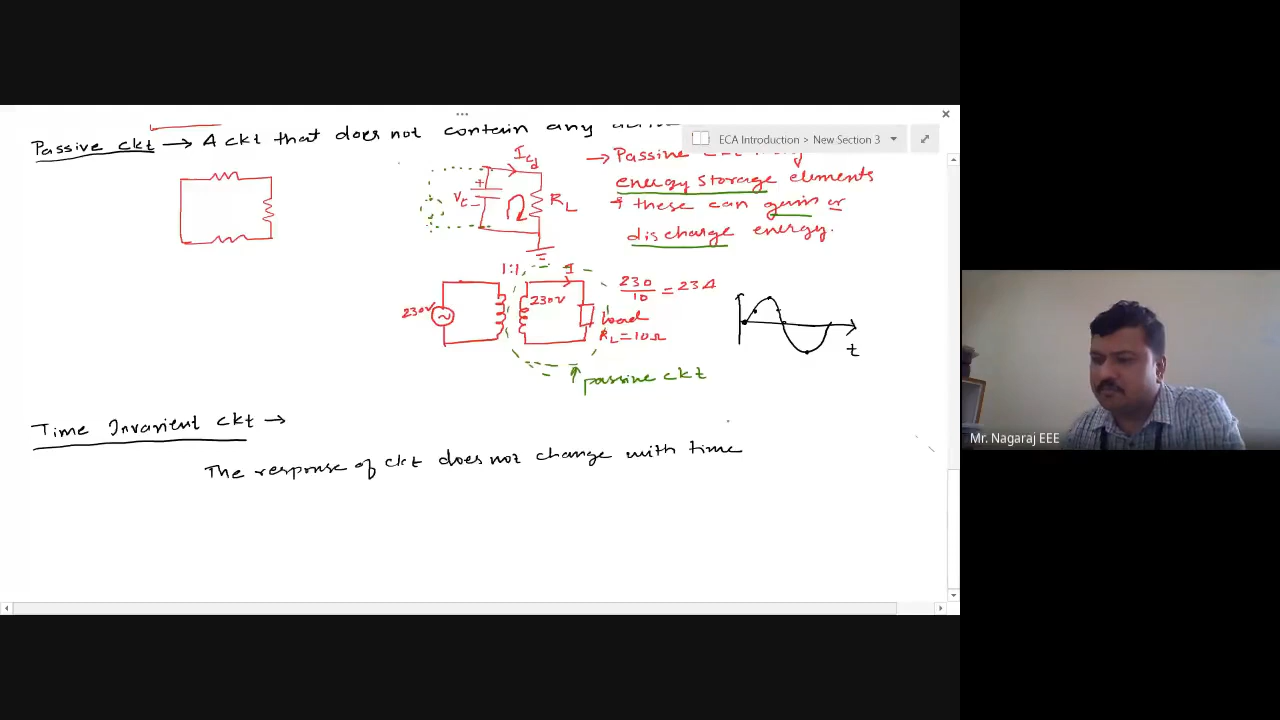 Passive ckt → A ckt that does not contain any
ECA Introduction > New Section 3
→ Passive
energy storage elements
these can gain or
discharge energy.
Vt
+
-
RL
1:1
I
230V
230V
230/10 = 23A
Load
RL = 10Ω
t
passive ckt
Time Invarient ckt →
The response of ckt does not change with time
Mr. Nagaraj EEE